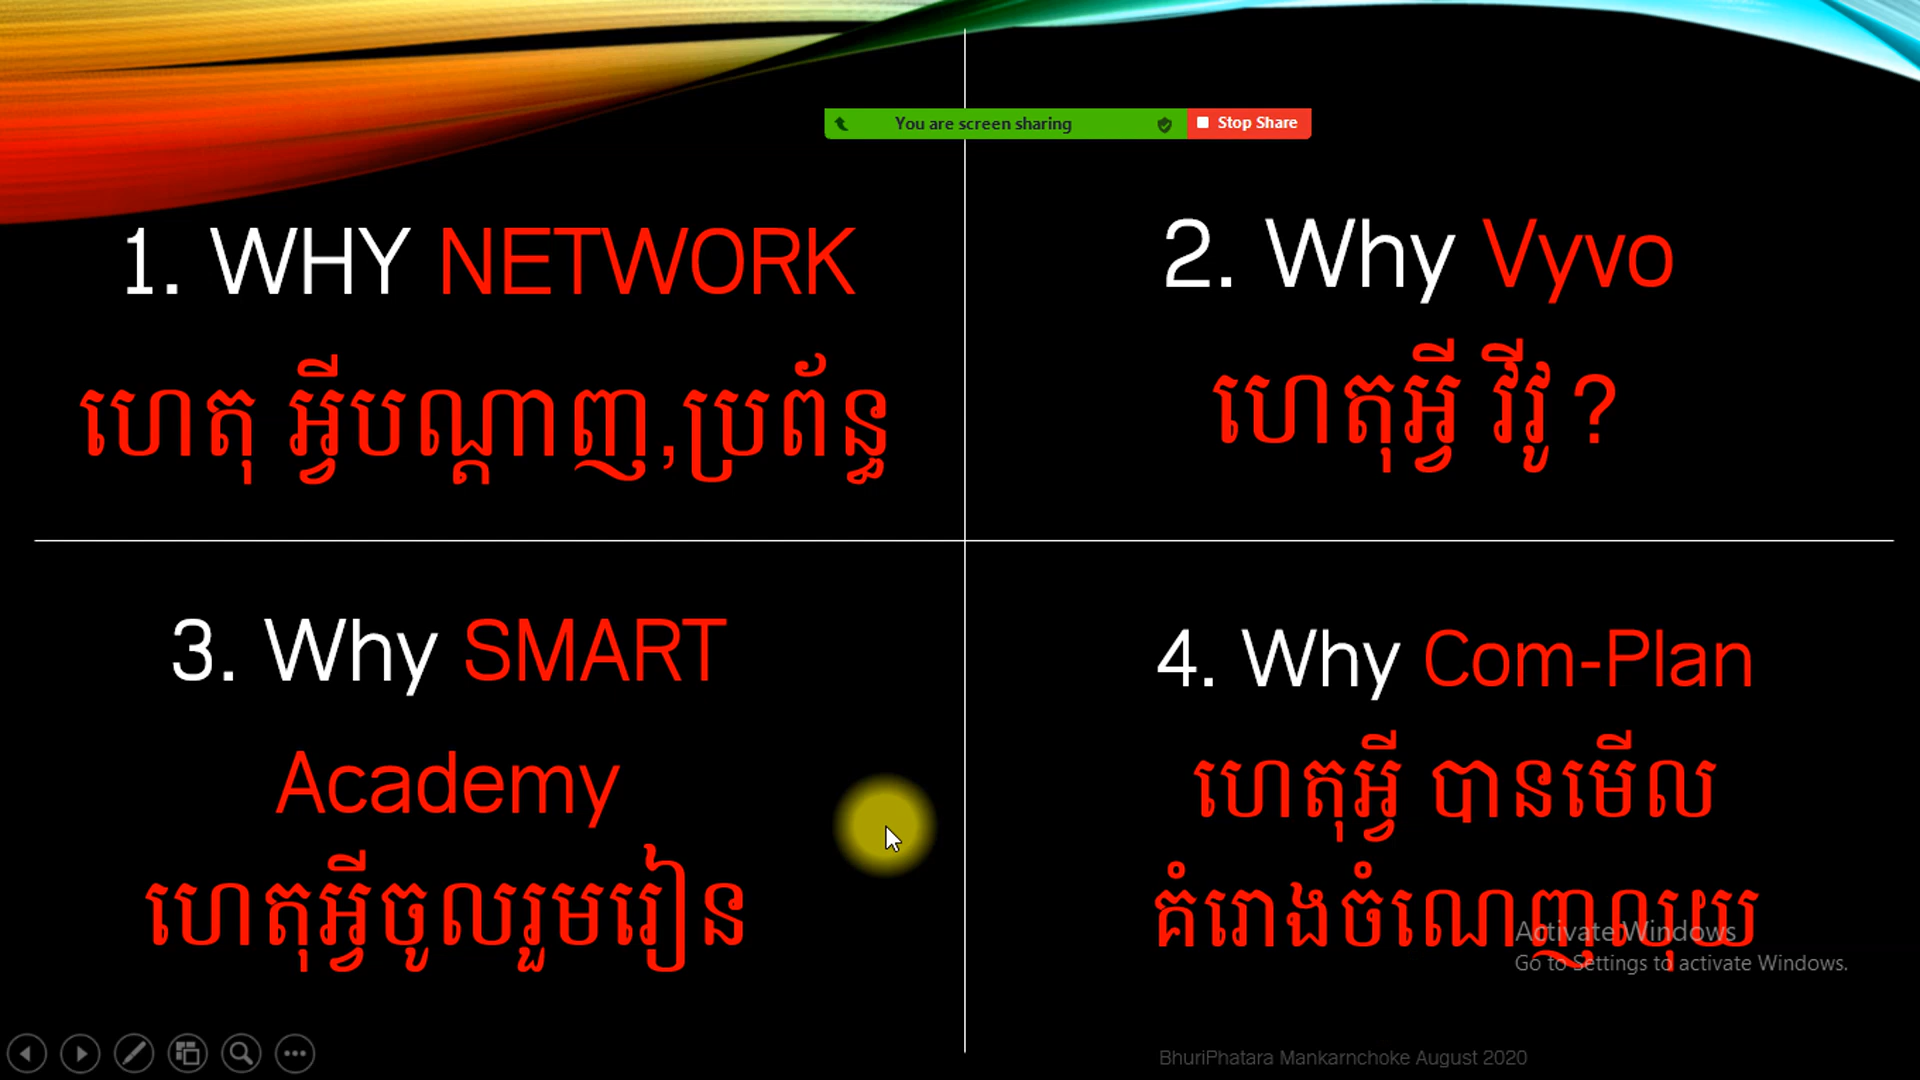 You are screen sharing
Stop Share
1. WHY NETWORK
ហេតុ អ្វីបណ្តាញ,ប្រព័ន្ធ
2. Why Vyvo
ហេតុអ្វី វីវូ ?
3. Why SMART
Academy
ហេតុអ្វីចូលរួមរៀន
4. Why Com-Plan
ហេតុអ្វី បានមើល
គំរោងចំណេញលុយ
Activate Windows
Go to Settings to activate Windows.
BhuriPhatara Mankarnchoke August 2020